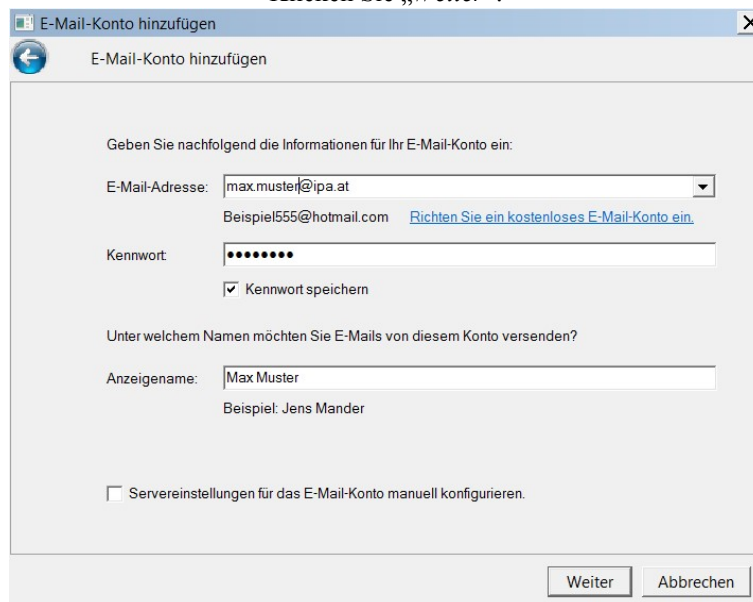 E-Mail-Konto hinzufügen
E-Mail-Konto hinzufügen
Geben Sie nachfolgend die Informationen für Ihr E-Mail-Konto ein:
E-Mail-Adresse: max.muster@ipa.at
Beispiel555@hotmail.com Richten Sie ein kostenloses E-Mail-Konto ein.
Kennwort: ••••••••
Kennwort speichern
Unter welchem Namen möchten Sie E-Mails von diesem Konto versenden?
Anzeigename: Max Muster
Beispiel: Jens Mander
Servereinstellungen für das E-Mail-Konto manuell konfigurieren.
Weiter Abbrechen